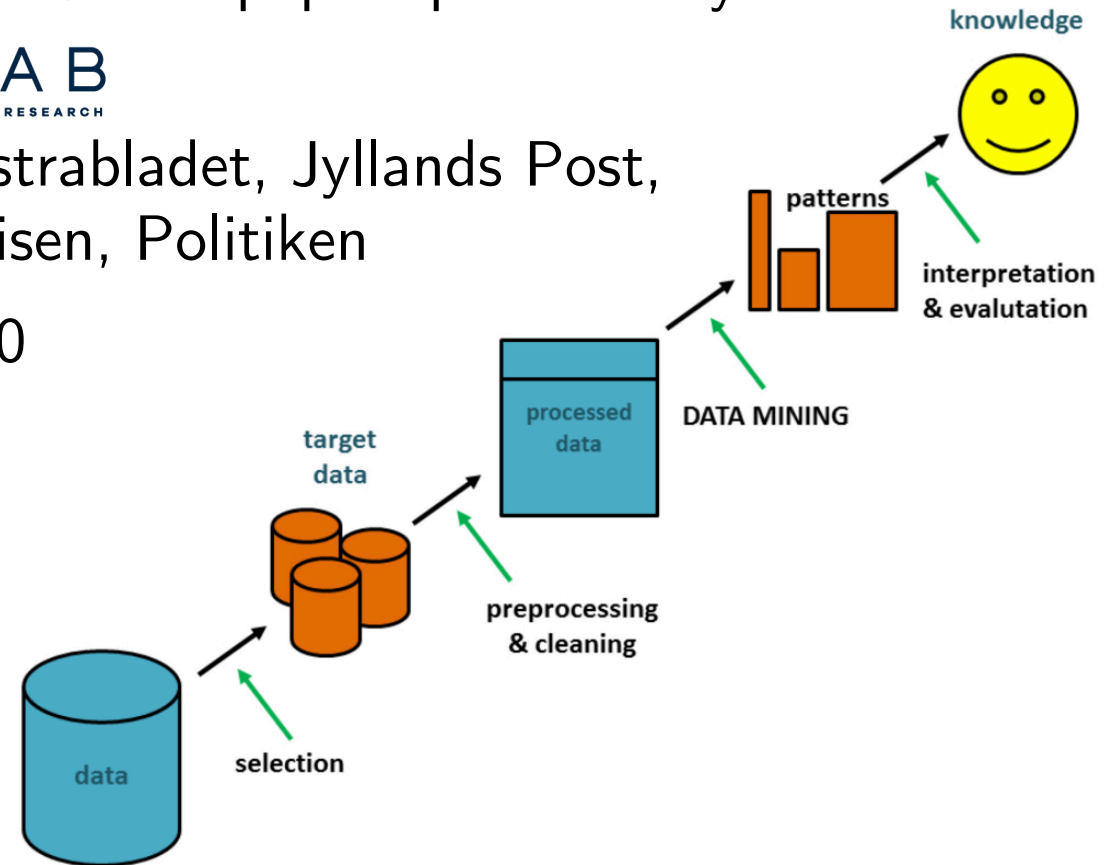 knowledge
A B
RESEARCH
strabladet, Jyllands Post,
isen, Politiken
0
patterns
interpretation
& evalutation
processed
data
DATA MINING
target
data
preprocessing
& cleaning
selection
data